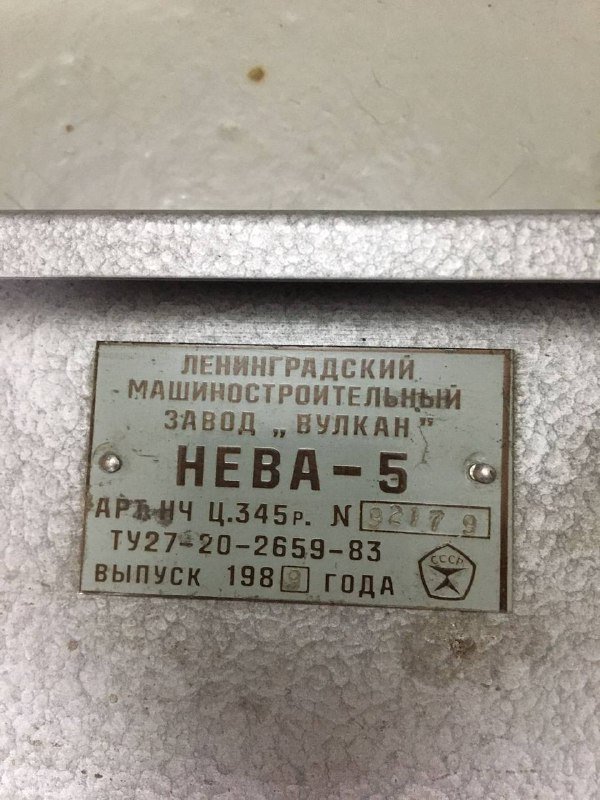 ЛЕНИНГРАДСКИЙ
МАШИНОСТРОИТЕЛЬНЫЙ
ЗАВОД „ВУЛКАН"
НЕВА-5
АРТ НЧ Ц.345р. N 92179
ТУ27-20-2659-83
ВЫПУСК 1989 ГОДА
СССР